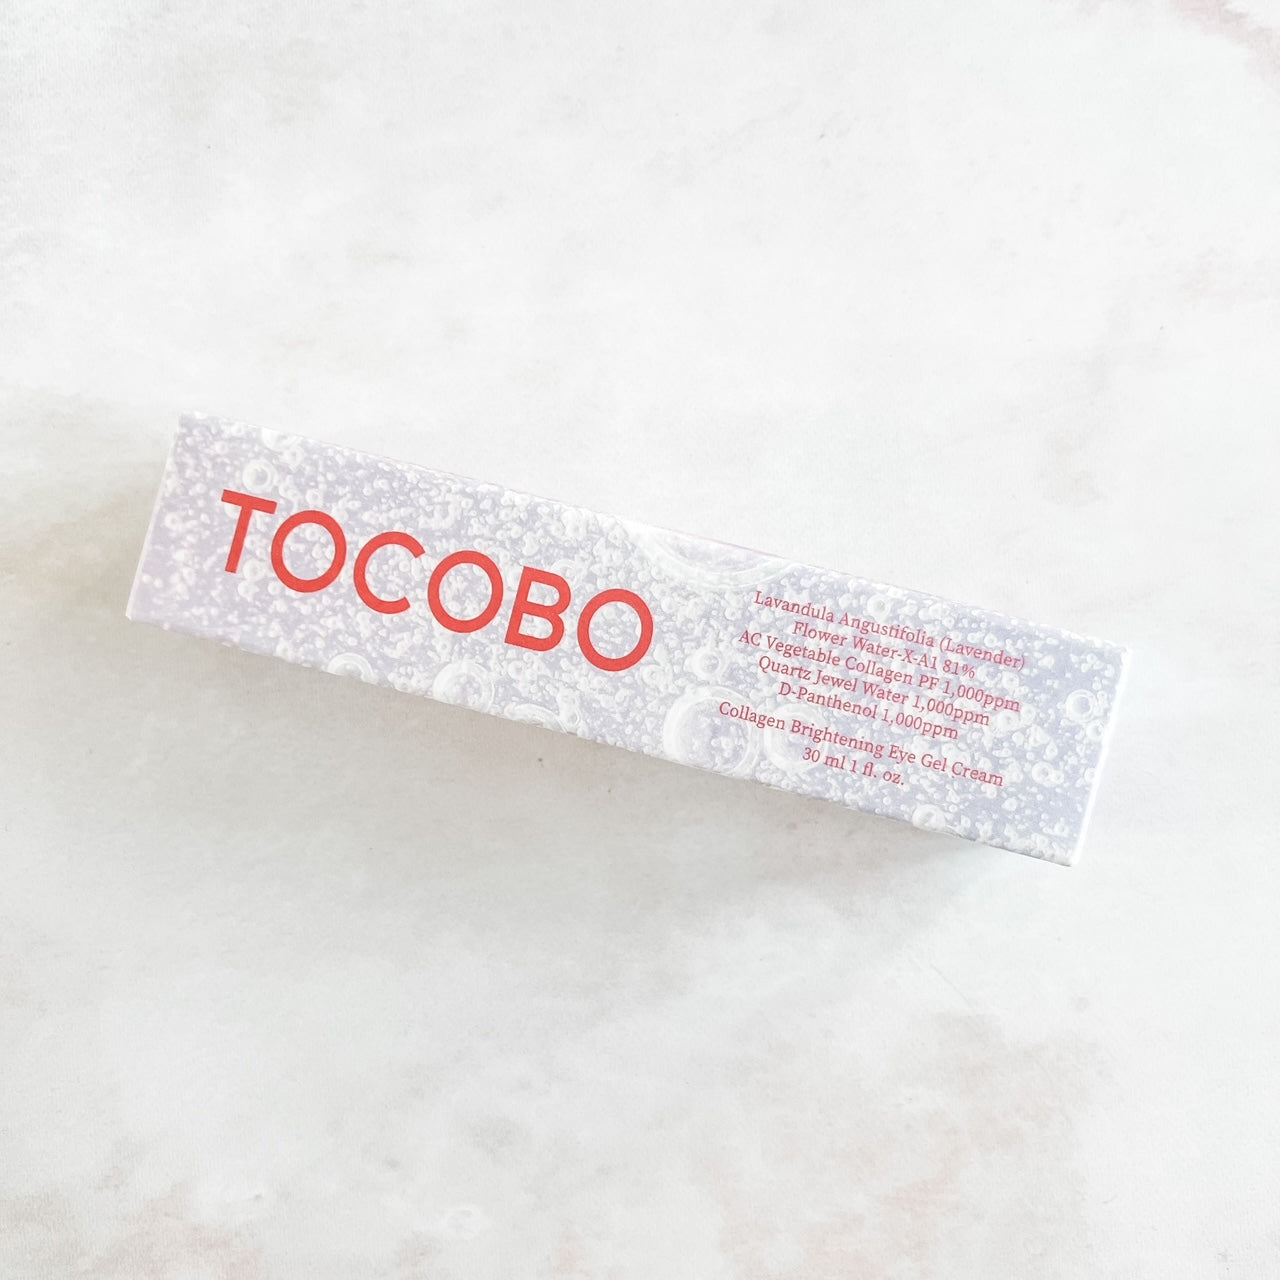 TOCOBO
Lavandula Angustifolia (Lavender)
Flower Water-X-A1 81%
AC Vegetable Collagen PF 1,000ppm
Quartz Jewel Water 1,000ppm
D-Panthenol 1,000ppm
Collagen Brightening Eye Gel Cream
30 ml 1 fl. oz.